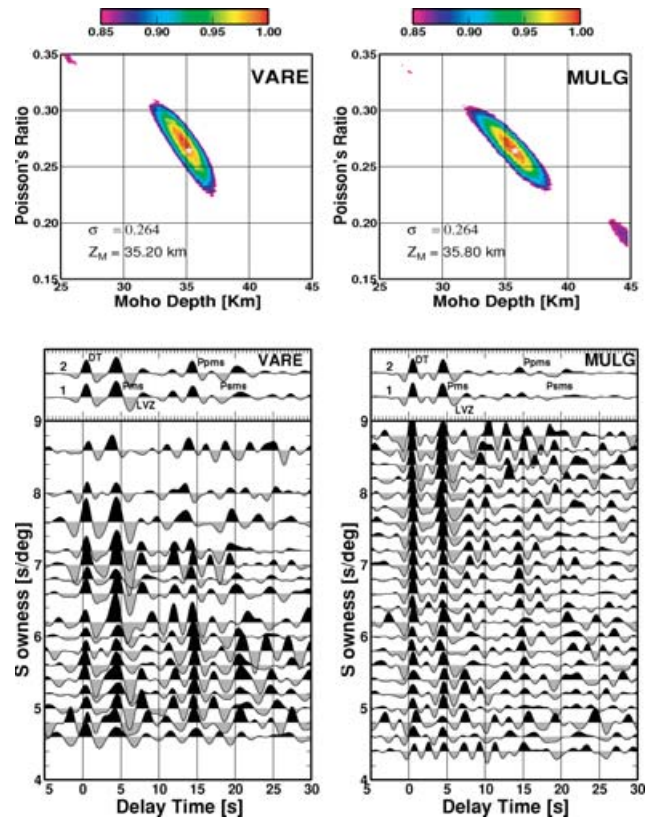 0.85 0.90 0.95 1.00
0.85 0.90 0.95 1.00
0.35
0.30
0.25
0.20
0.15
Poisson's Ratio
VARE
σ = 0.264
Z_M = 35.20 km
25 30 35 40 45
Moho Depth [Km]
0.35
0.30
0.25
0.20
0.15
Poisson's Ratio
MULG
σ = 0.264
Z_M = 35.80 km
25 30 35 40 45
Moho Depth [Km]
VARE
2
DT
Ppms
1
Pms
LVZ
Psms
9
8
7
6
5
4
S owness [s/deg]
5 0 5 10 15 20 25 30
Delay Time [s]
MULG
2
DT
Ppms
1
Pms
LVZ
Psms
9
8
7
6
5
4
S owness [s/deg]
5 0 5 10 15 20 25 30
Delay Time [s]